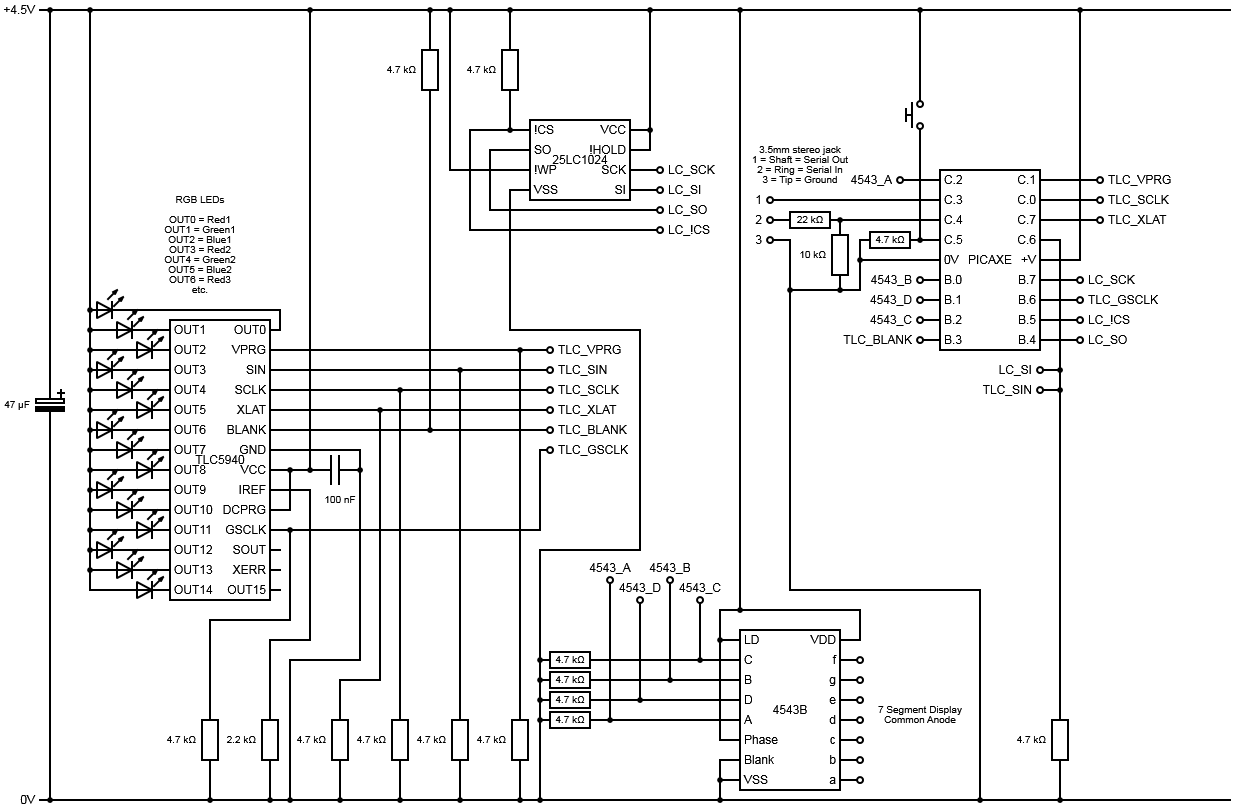 +4.5V
4.7 kΩ
4.7 kΩ
!CS
VCC
SO
!HOLD
25LC1024
!WP
SCK
LC_SCK
VSS
SI
LC_SI
LC_SO
LC_!CS
3.5mm stereo jack
1 = Shaft = Serial Out
2 = Ring = Serial In
3 = Tip = Ground
4543_A
C.2
C.1
TLC_VPRG
1
C.3
C.0
TLC_SCLK
2
22 kΩ
C.4
C.7
TLC_XLAT
3
4.7 kΩ
C.5
C.6
10 kΩ
0V
PICAXE
+V
4543_B
B.0
B.7
LC_SCK
4543_D
B.1
B.6
TLC_GSCLK
4543_C
B.2
B.5
LC_!CS
TLC_BLANK
B.3
B.4
LC_SO
LC_SI
TLC_SIN
RGB LEDs
OUT0 = Red1
OUT1 = Green1
OUT2 = Blue1
OUT3 = Red2
OUT4 = Green2
OUT5 = Blue2
OUT6 = Red3
etc.
OUT1
OUT0
OUT2
VPRG
TLC_VPRG
OUT3
SIN
TLC_SIN
OUT4
SCLK
TLC_SCLK
47 µF
+
OUT5
XLAT
TLC_XLAT
OUT6
BLANK
TLC_BLANK
OUT7
GND
TLC_GSCLK
TLC5940
OUT8
VCC
OUT9
IREF
100 nF
OUT10
DCPRG
OUT11
GSCLK
OUT12
SOUT
OUT13
XERR
OUT14
OUT15
4543_A
4543_B
4543_D
4543_C
LD
VDD
4.7 kΩ
C
f
4.7 kΩ
B
g
4.7 kΩ
D
e
4.7 kΩ
A
d
4543B
7 Segment Display
Common Anode
Phase
c
Blank
b
VSS
a
4.7 kΩ
2.2 kΩ
4.7 kΩ
4.7 kΩ
4.7 kΩ
4.7 kΩ
4.7 kΩ
0V